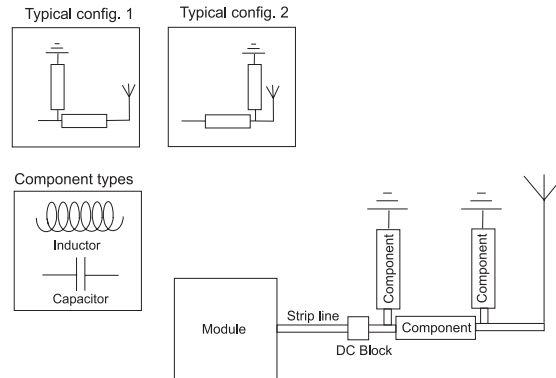 Typical config. 1
Typical config. 2
Component types
Inductor
Capacitor
Module
Strip line
DC Block
Component
Component
Component